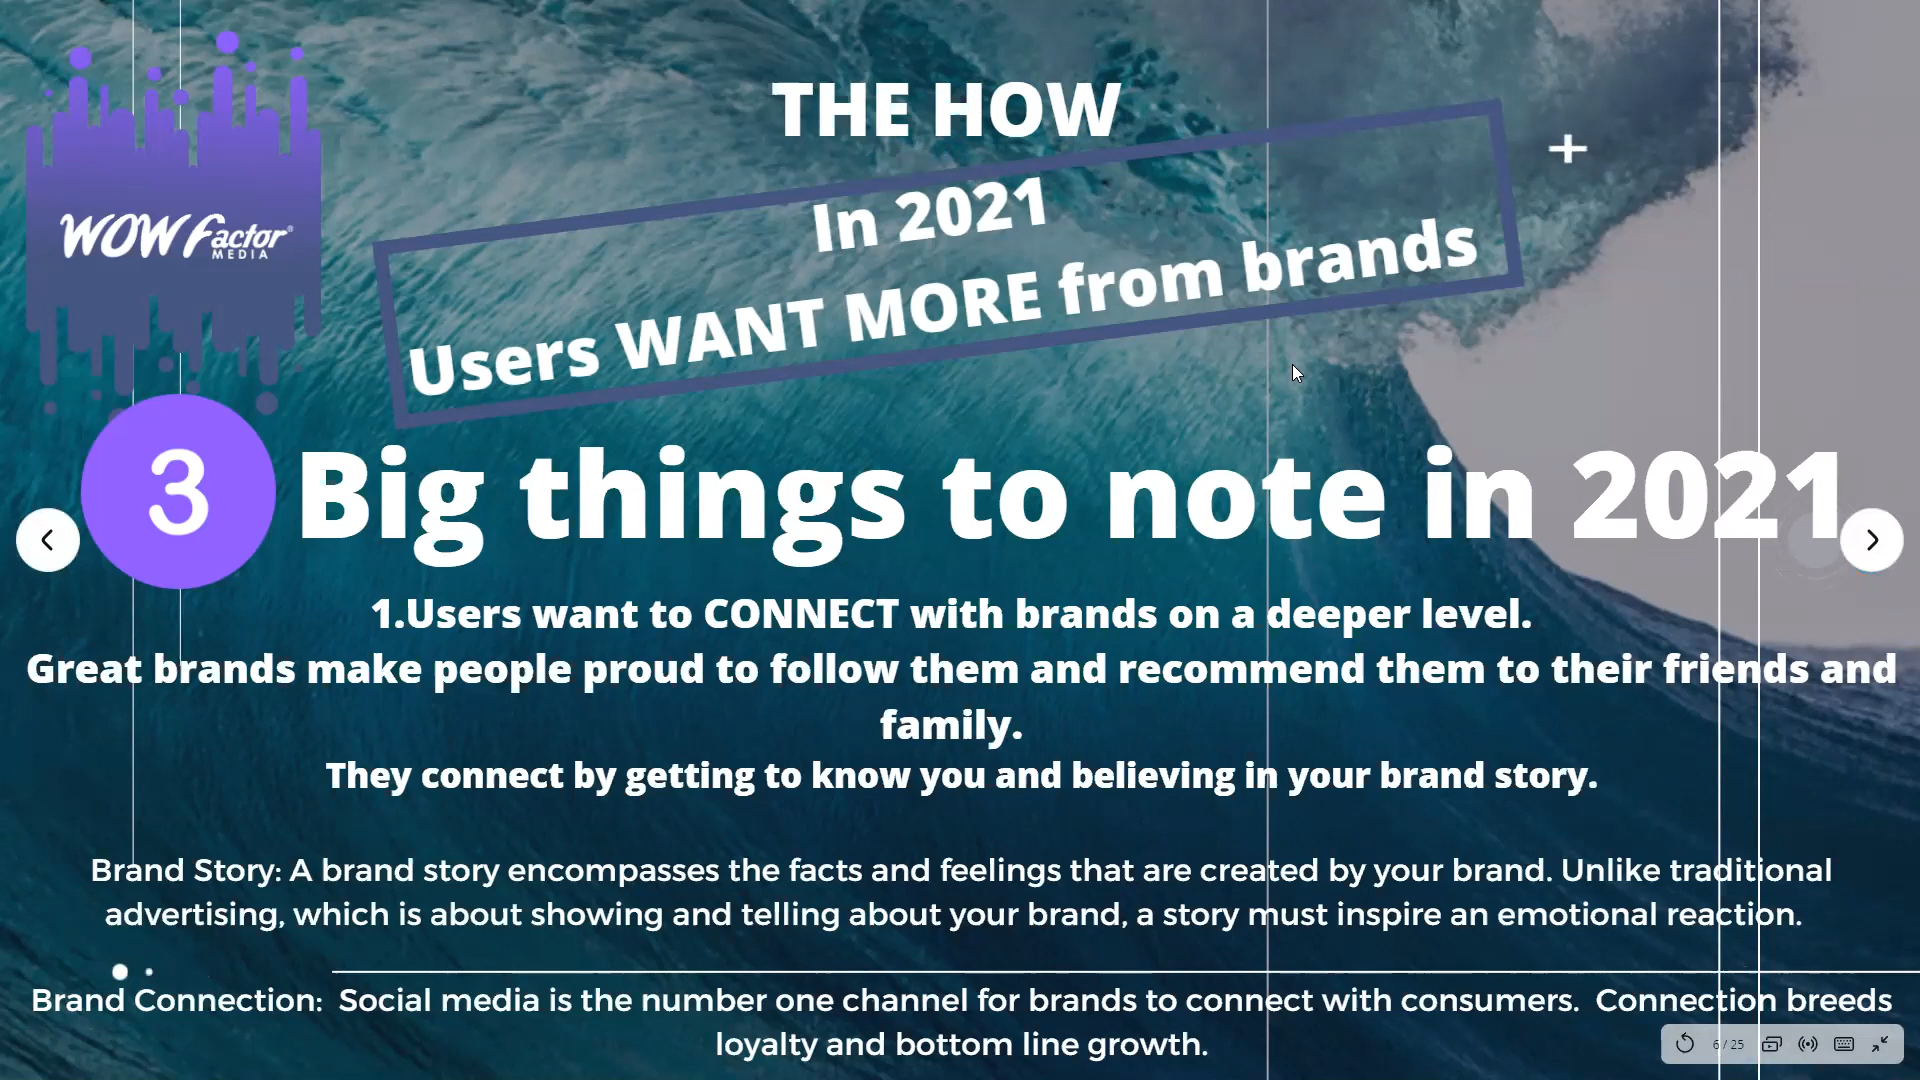 WOW Factor®
MEDIA
THE HOW
In 2021
Users WANT MORE from brands
3 Big things to note in 2021
1.Users want to CONNECT with brands on a deeper level.
Great brands make people proud to follow them and recommend them to their friends and
family.
They connect by getting to know you and believing in your brand story.
Brand Story: A brand story encompasses the facts and feelings that are created by your brand. Unlike traditional
advertising, which is about showing and telling about your brand, a story must inspire an emotional reaction.
Brand Connection:  Social media is the number one channel for brands to connect with consumers.  Connection breeds
loyalty and bottom line growth.
6 / 25